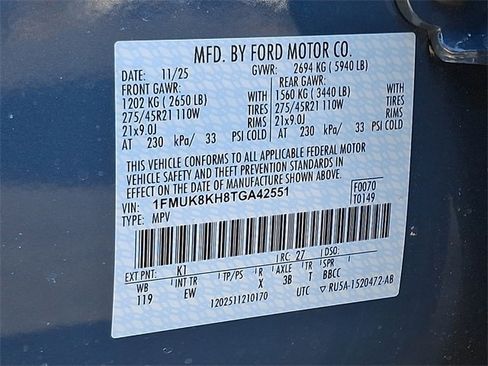 MFD. BY FORD MOTOR CO.
DATE: 11/25 GVWR: 2694 KG ( 5940 LB)
FRONT GAWR: REAR GAWR:
1202 KG ( 2650 LB) WITH 1560 KG ( 3440 LB) WITH
275/45R21 110W TIRES 275/45R21 110W TIRES
21x9.0J RIMS 21x9.0J RIMS
AT 230 kPa/ 33 PSI COLD AT 230 kPa/ 33 PSI COLD
THIS VEHICLE CONFORMS TO ALL APPLICABLE FEDERAL MOTOR
VEHICLE SAFETY AND THEFT PREVENTION STANDARDS IN
EFFECT ON THE DATE OF MANUFACTURE SHOWN ABOVE.
VIN: 1FMUK8KH8TGA42551 F0070
TYPE: MPV T0149
EXT PNT: K1 RC: 27 DSO:
WB INT TR TP/PS R AXLE TR SPR
119 EW X 3B T BBCC
1202511210170 UTC ▽ RU5A-1520472-AB